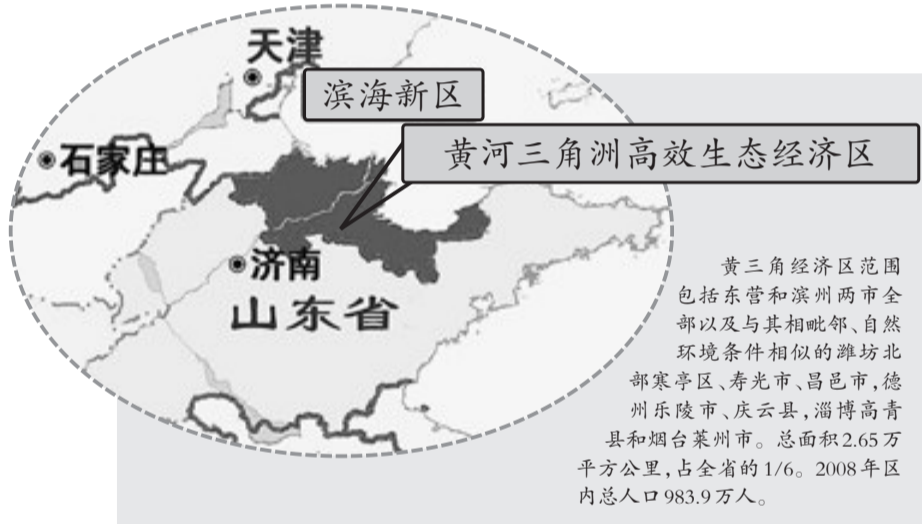 天津
滨海新区
黄河三角洲高效生态经济区
石家庄
济南
山东省
黄三角经济区范围
包括东营和滨州两市全
部以及与其相毗邻、自然
环境条件相似的潍坊北
部寒亭区、寿光市、昌邑市,德
州乐陵市、庆云县,淄博高青
县和烟台莱州市。总面积2.65万
平方公里,占全省的1/6。2008年区
内总人口983.9万人。